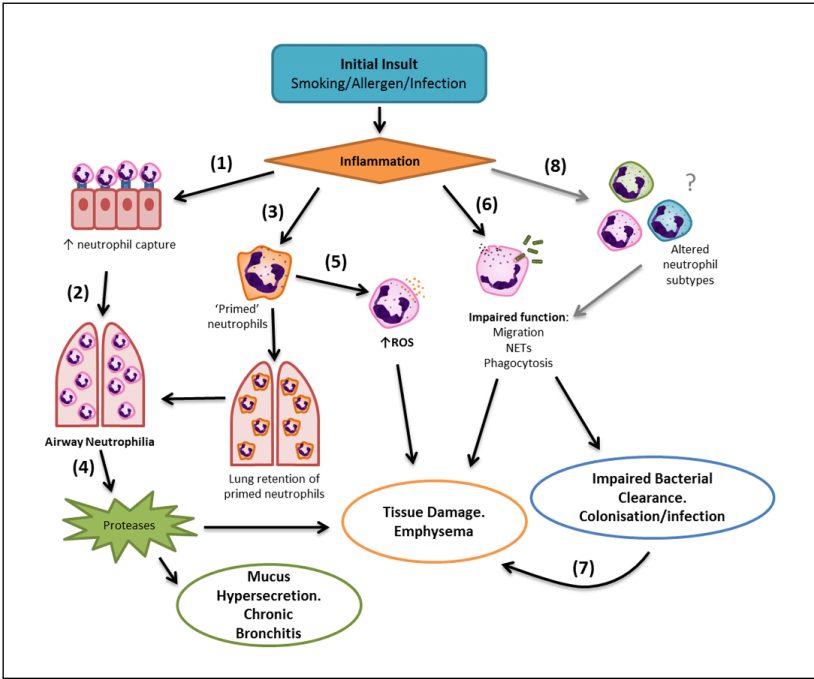 Initial Insult
Smoking/Allergen/Infection
Inflammation
(1)
(8)
(3)
(6)
?
↑ neutrophil capture
(5)
Altered
neutrophil
subtypes
(2)
'Primed'
neutrophils
↑ROS
Impaired function:
Migration
NETs
Phagocytosis
Airway Neutrophilia
(4)
Lung retention of
primed neutrophils
Proteases
Tissue Damage.
Emphysema
Impaired Bacterial
Clearance.
Colonisation/infection
(7)
Mucus
Hypersecretion.
Chronic
Bronchitis